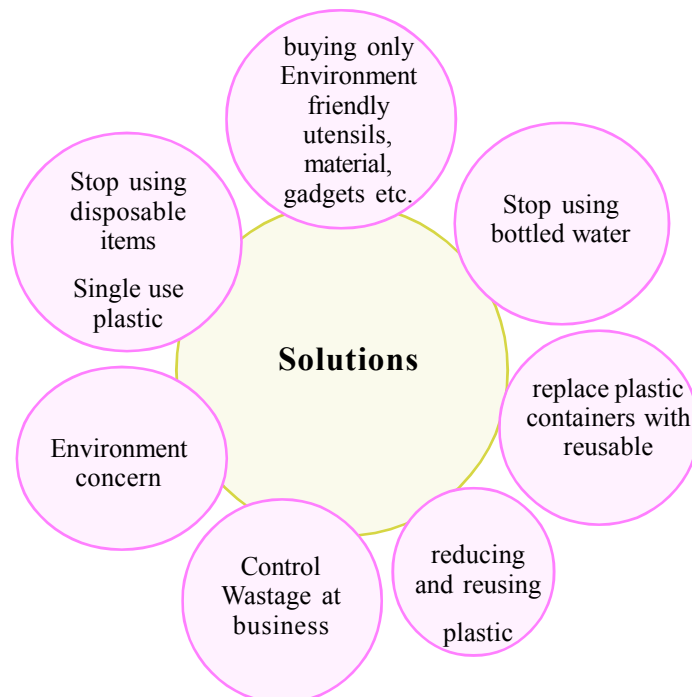 buying only
Environment
friendly
utensils,
material,
gadgets etc.
Stop using
bottled water
replace plastic
containers with
reusable
reducing
and reusing
plastic
Control
Wastage at
business
Environment
concern
Stop using
disposable
items
Single use
plastic
Solutions